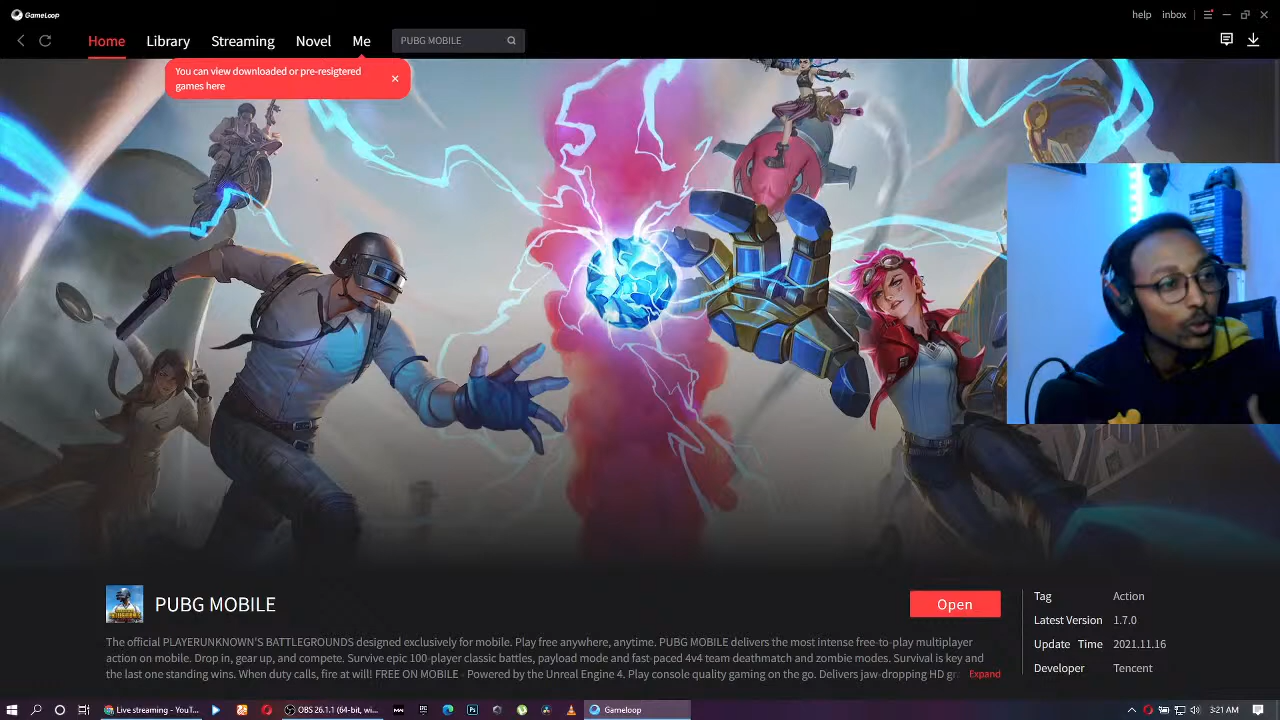 GameLoop
help inbox
Home Library Streaming Novel Me PUBG MOBILE
You can view downloaded or pre-resigtered
games here
PUBG MOBILE
Open
The official PLAYERUNKNOWN'S BATTLEGROUNDS designed exclusively for mobile. Play free anywhere, anytime. PUBG MOBILE delivers the most intense free-to-play multiplayer
action on mobile. Drop in, gear up, and compete. Survive epic 100-player classic battles, payload mode and fast-paced 4v4 team deathmatch and zombie modes. Survival is key and
the last one standing wins. When duty calls, fire at will! FREE ON MOBILE - Powered by the Unreal Engine 4. Play console quality gaming on the go. Delivers jaw-dropping HD gr
Expand
Tag Action
Latest Version 1.7.0
Update Time 2021.11.16
Developer Tencent
Live streaming - YouT... OBS 26.1.1 (64-bit, wi... Gameloop 3:21 AM